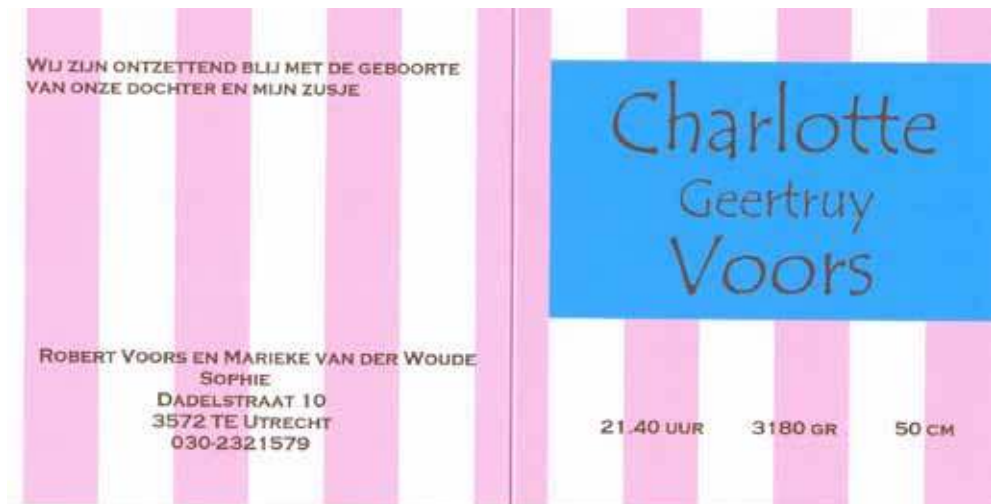 WIJ ZIJN ONTZETTEND BLIJ MET DE GEBOORTE
VAN ONZE DOCHTER EN MIJN ZUSJE
ROBERT VOORS EN MARIEKE VAN DER WOUDE
SOPHIE
DADELSTRAAT 10
3572 TE UTRECHT
030-2321579
Charlotte
Geertruy
Voors
21.40 UUR 3180 GR 50 CM